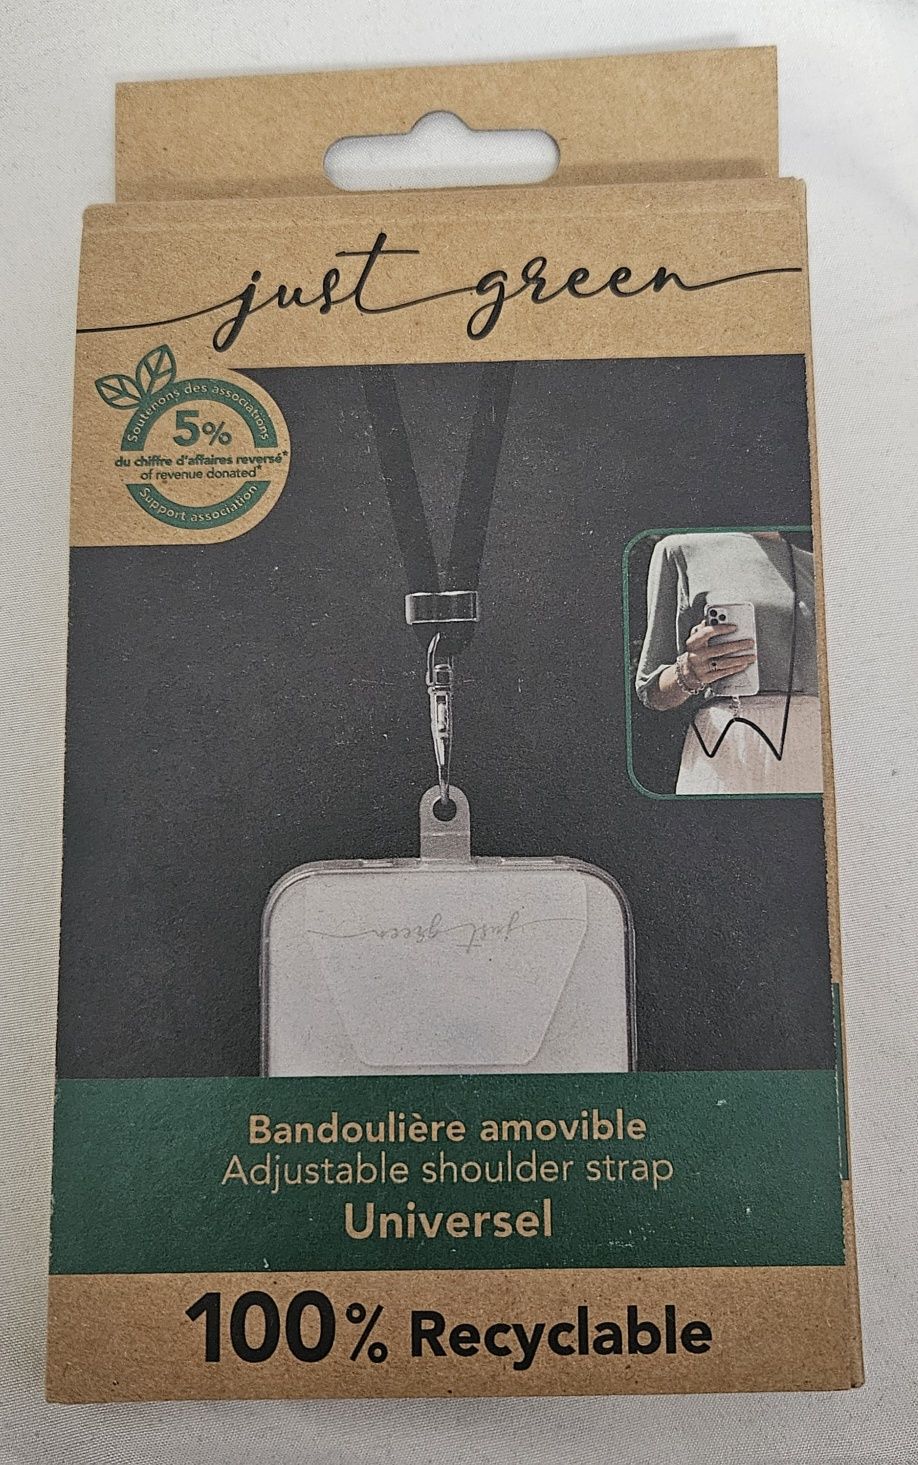 just green
Soutenons des associations
5%
du chiffre d'affaires reversé*
of revenue donated*
Support association
just green
Bandoulière amovible
Adjustable shoulder strap
Universel
100% Recyclable